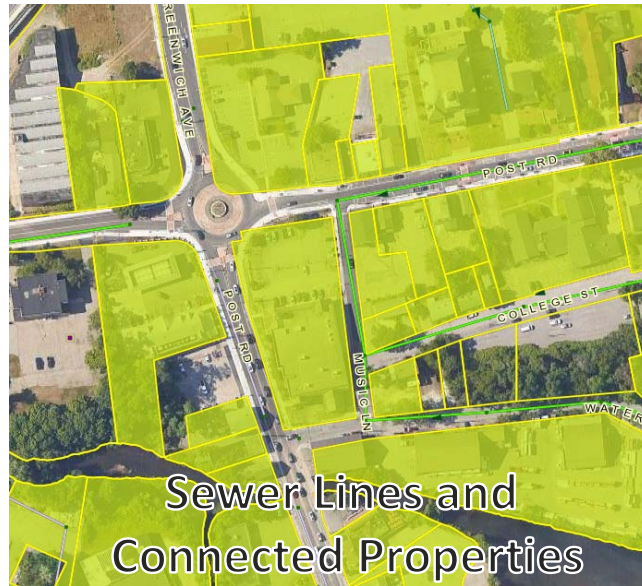 REENWICH AVE
POST RD
COLLEGE ST
POST RD
MUSIC LN
WATER
Sewer Lines and
Connected Properties